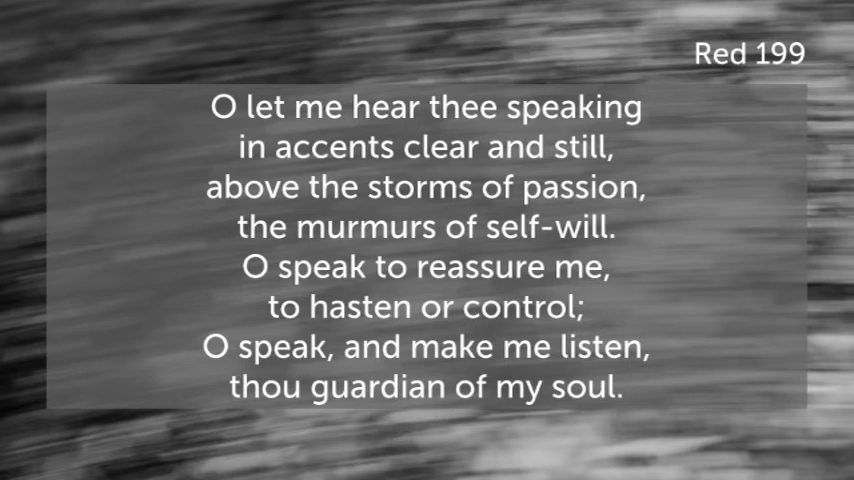 Red 199
O let me hear thee speaking
in accents clear and still,
above the storms of passion,
the murmurs of self-will.
O speak to reassure me,
to hasten or control;
O speak, and make me listen,
thou guardian of my soul.